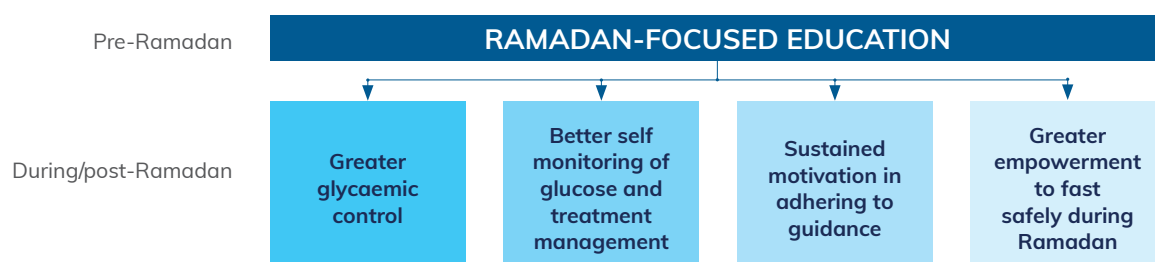 Pre-Ramadan
RAMADAN-FOCUSED EDUCATION
During/post-Ramadan
Greater
glycaemic
control
Better self
monitoring of
glucose and
treatment
management
Sustained
motivation in
adhering to
guidance
Greater
empowerment
to fast
safely during
Ramadan